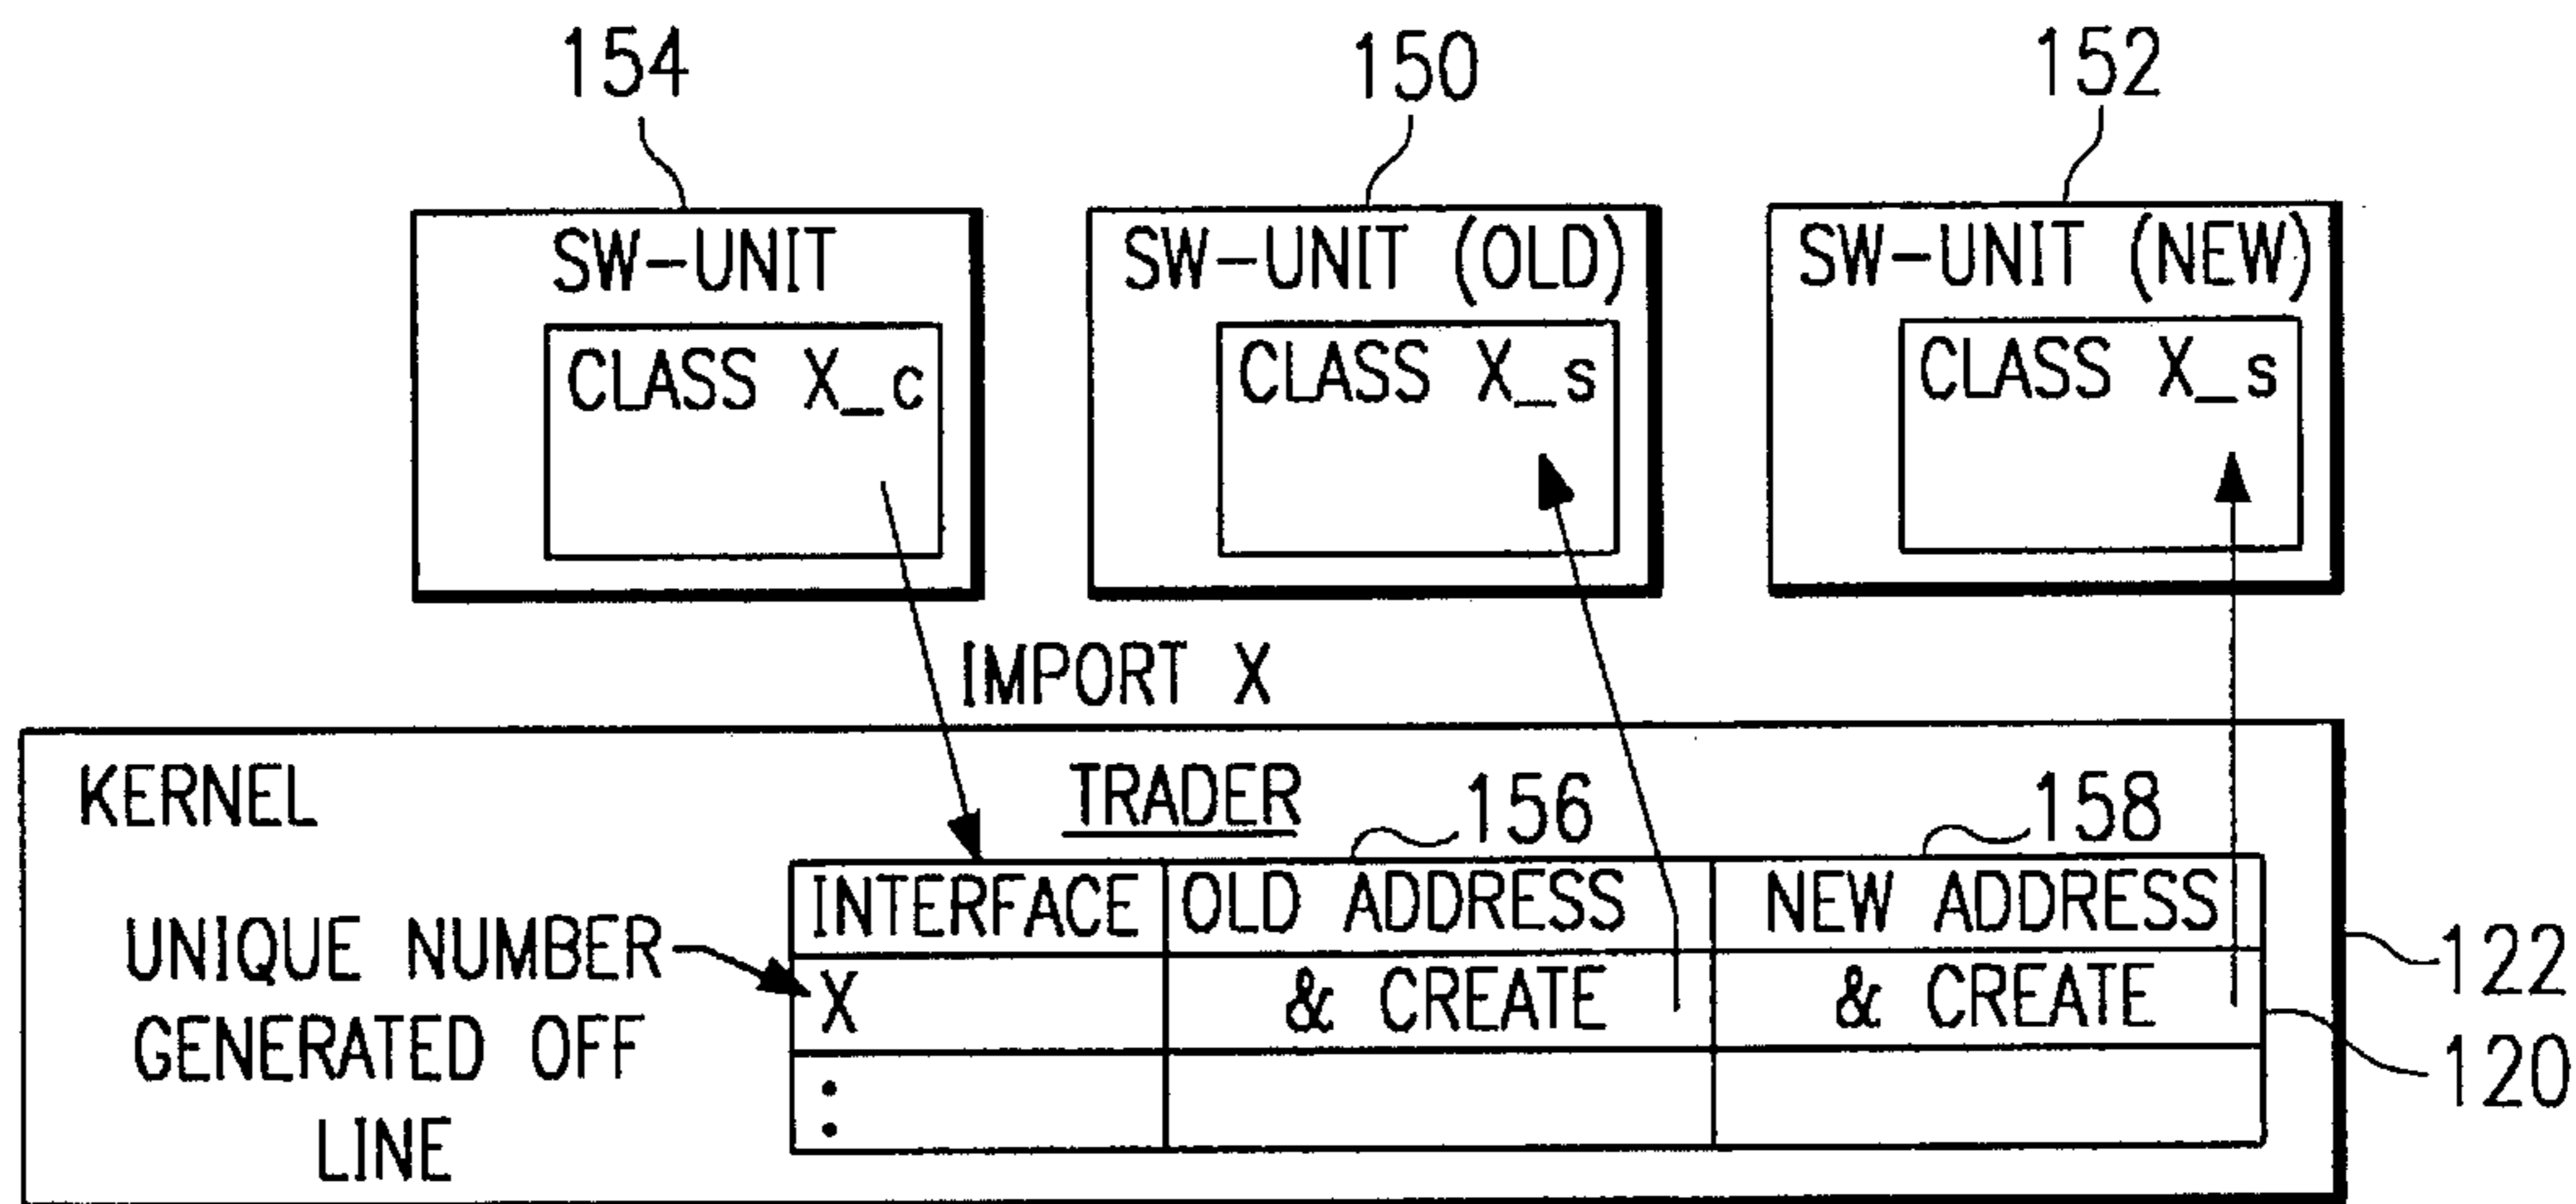 154
150
152
SW-UNIT
SW-UNIT (OLD)
SW-UNIT (NEW)
CLASS X_c
CLASS X_s
CLASS X_s
IMPORT X
KERNEL
TRADER
156
158
INTERFACE
OLD ADDRESS
NEW ADDRESS
UNIQUE NUMBER
GENERATED OFF
LINE
X
& CREATE
& CREATE
:
122
120